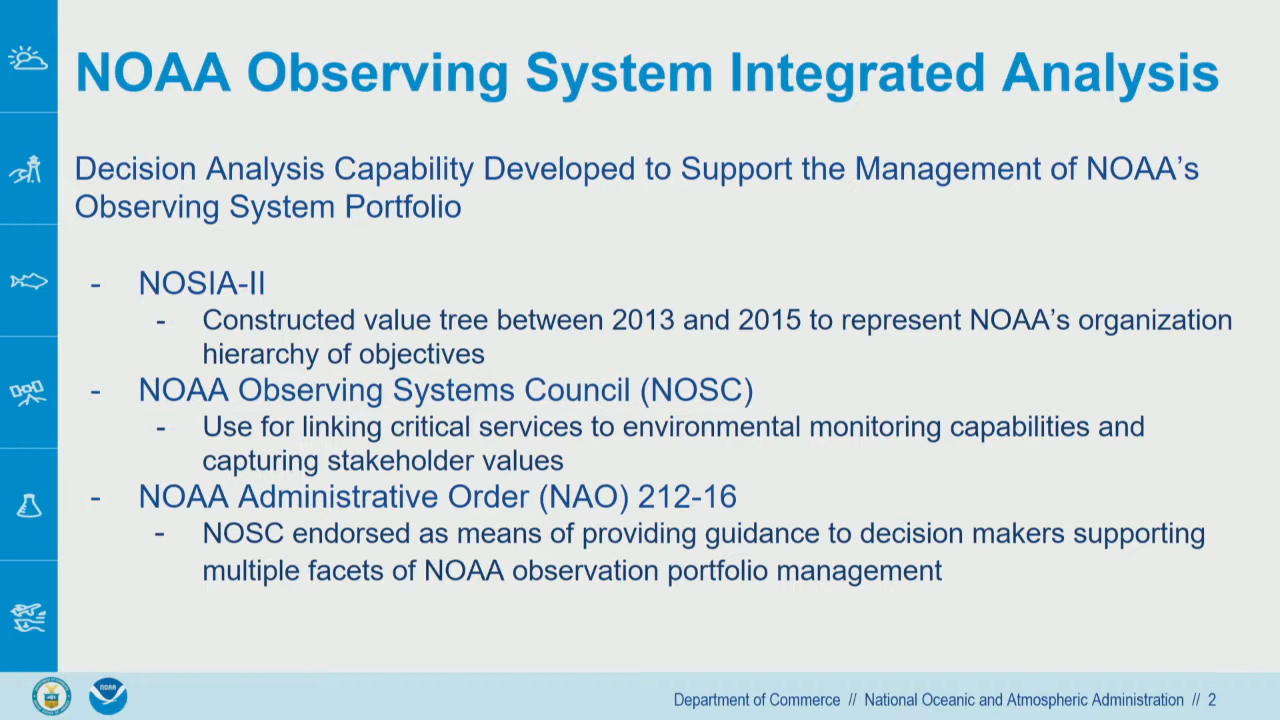 NOAA Observing System Integrated Analysis
Decision Analysis Capability Developed to Support the Management of NOAA's
Observing System Portfolio
- NOSIA-II
- Constructed value tree between 2013 and 2015 to represent NOAA's organization
hierarchy of objectives
- NOAA Observing Systems Council (NOSC)
- Use for linking critical services to environmental monitoring capabilities and
capturing stakeholder values
- NOAA Administrative Order (NAO) 212-16
- NOSC endorsed as means of providing guidance to decision makers supporting
multiple facets of NOAA observation portfolio management
NOAA
Department of Commerce // National Oceanic and Atmospheric Administration // 2